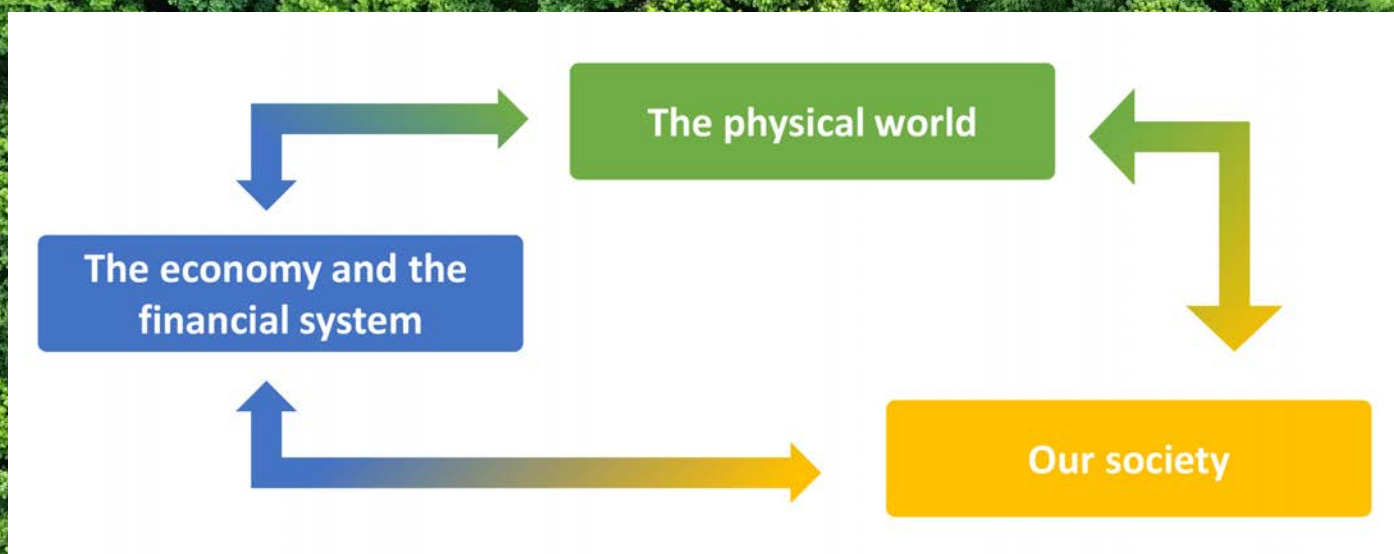 The physical world
The economy and the
financial system
Our society